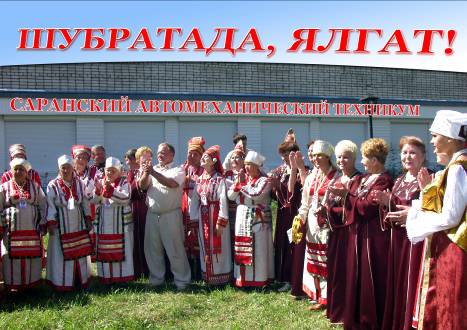 ШУБРАТАДА, ЯЛГАТ!
САРАНСКИЙ АВТОМЕХАНИЧЕСКИЙ ТЕХНИКУМ